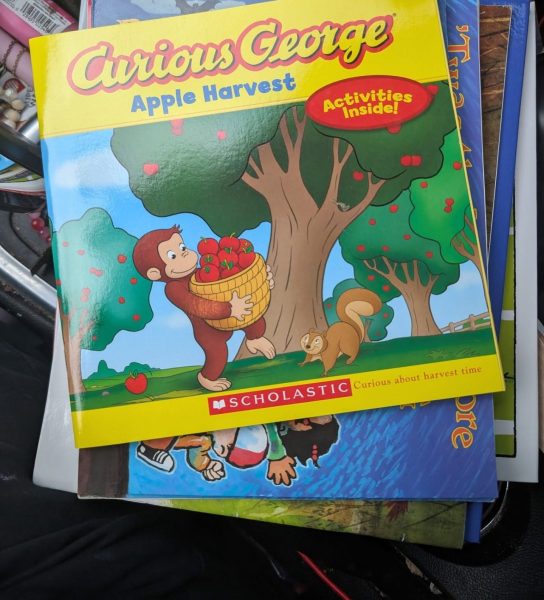 Curious George
Apple Harvest
Activities
Inside!
SCHOLASTIC
Curious about harvest time